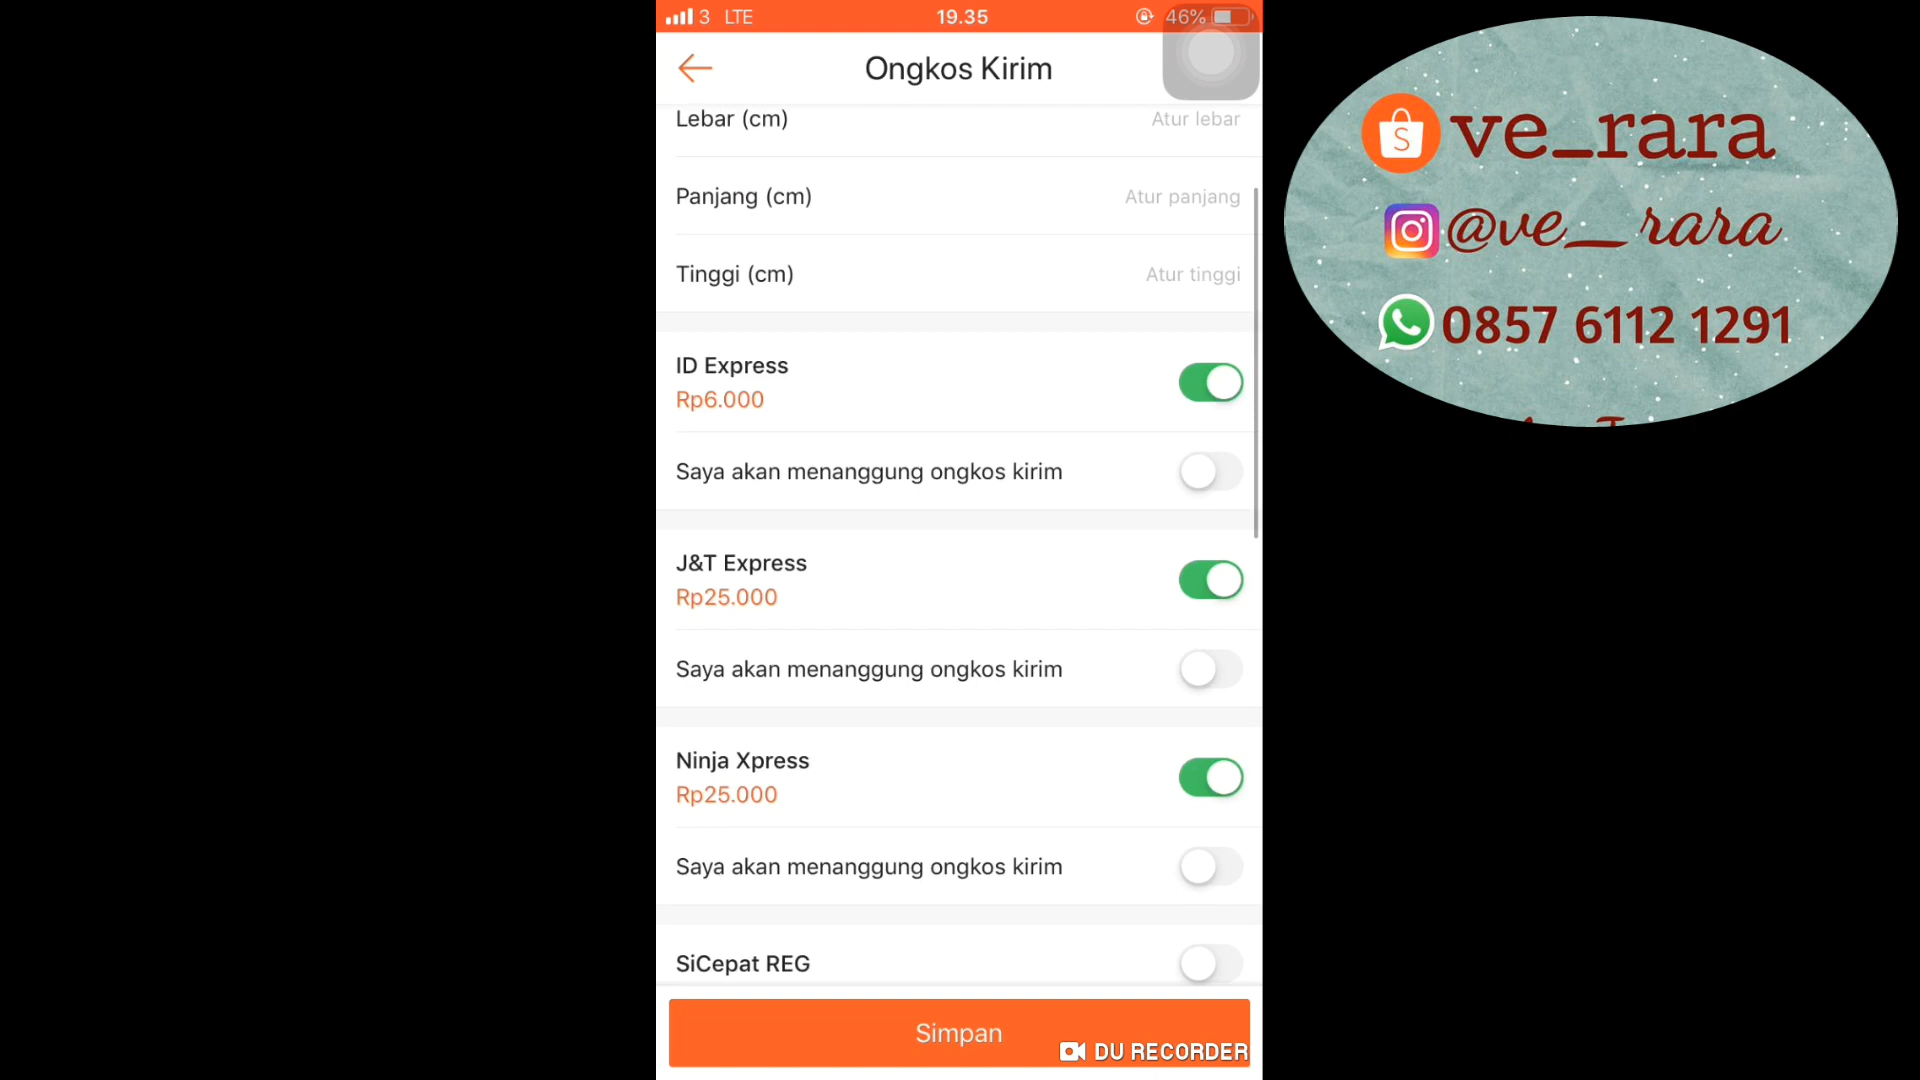 3 LTE
19.35
46%
Ongkos Kirim
Lebar (cm)
Atur lebar
Panjang (cm)
Atur panjang
Tinggi (cm)
Atur tinggi
ID Express
Rp6.000
Saya akan menanggung ongkos kirim
J&T Express
Rp25.000
Saya akan menanggung ongkos kirim
Ninja Xpress
Rp25.000
Saya akan menanggung ongkos kirim
SiCepat REG
Simpan
DU RECORDER
S
ve_rara
@ve__rara
0857 6112 1291